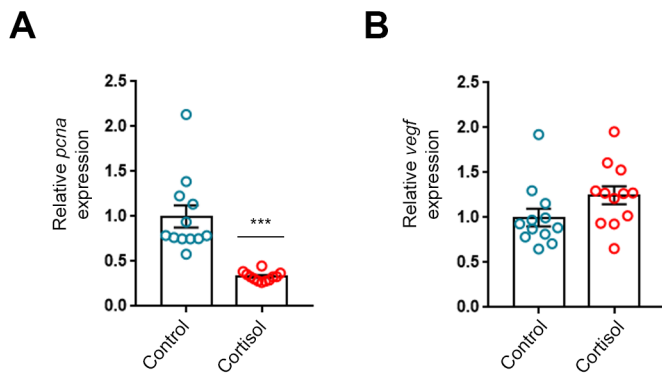 A
B
Relative pcna
expression
2.5
2.0
1.5
1.0
0.5
0.0
***
Control
Cortisol
Relative vegf
expression
2.5
2.0
1.5
1.0
0.5
0.0
Control
Cortisol